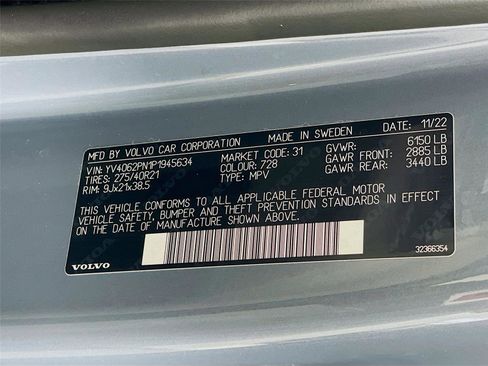 MFD BY VOLVO CAR CORPORATION MADE IN SWEDEN DATE: 11/22
VIN: YV4062PN1P1945634 MARKET CODE: 31 GVWR: 6150 LB
TIRES: 275/40R21 COLOUR: 728 GAWR FRONT: 2885 LB
RIM: 9Jx21x38.5 TYPE: MPV GAWR REAR: 3440 LB
THIS VEHICLE CONFORMS TO ALL APPLICABLE FEDERAL MOTOR
VEHICLE SAFETY, BUMPER AND THEFT PREVENTION STANDARDS IN EFFECT
ON THE DATE OF MANUFACTURE SHOWN ABOVE.
VOLVO 32366354